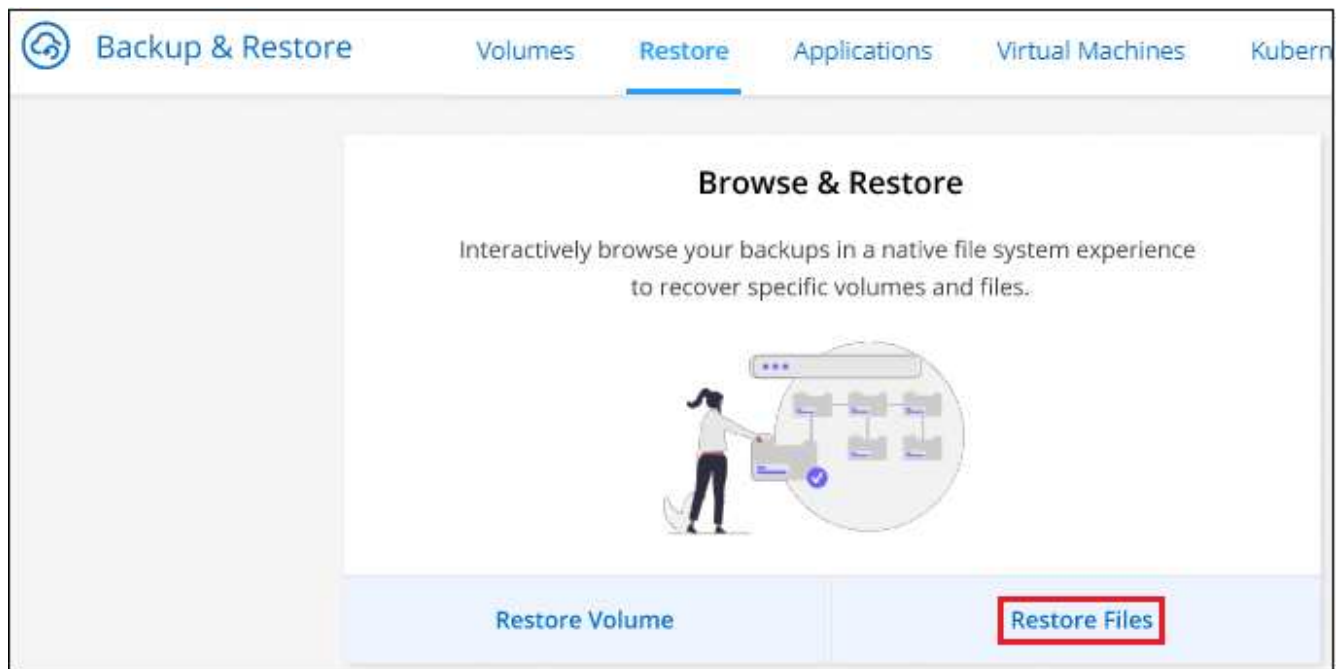 Backup & Restore Volumes Restore Applications Virtual Machines Kubern
Browse & Restore
Interactively browse your backups in a native file system experience
to recover specific volumes and files.
Restore Volume Restore Files